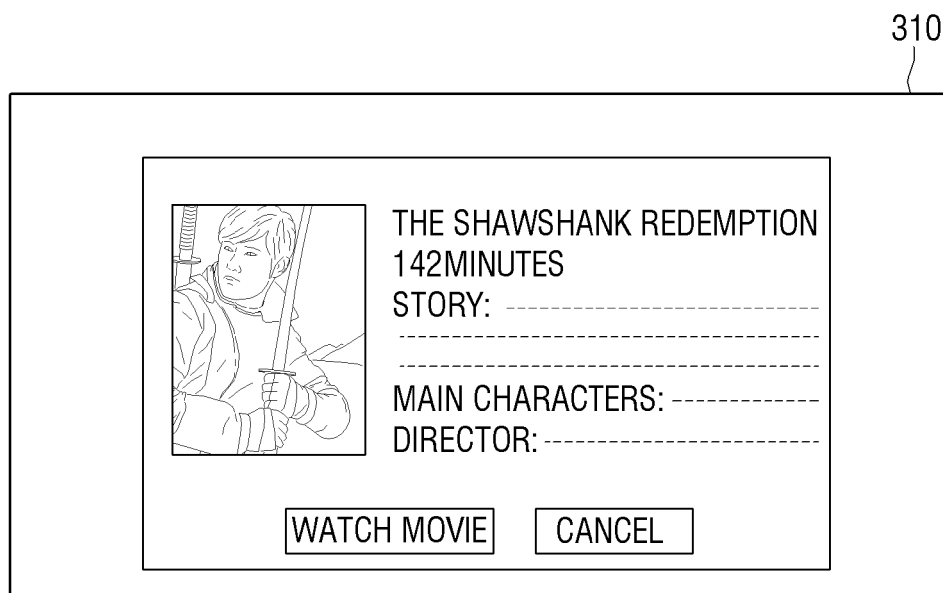 310
THE SHAWSHANK REDEMPTION
142MINUTES
STORY:
MAIN CHARACTERS:
DIRECTOR:
WATCH MOVIE
CANCEL